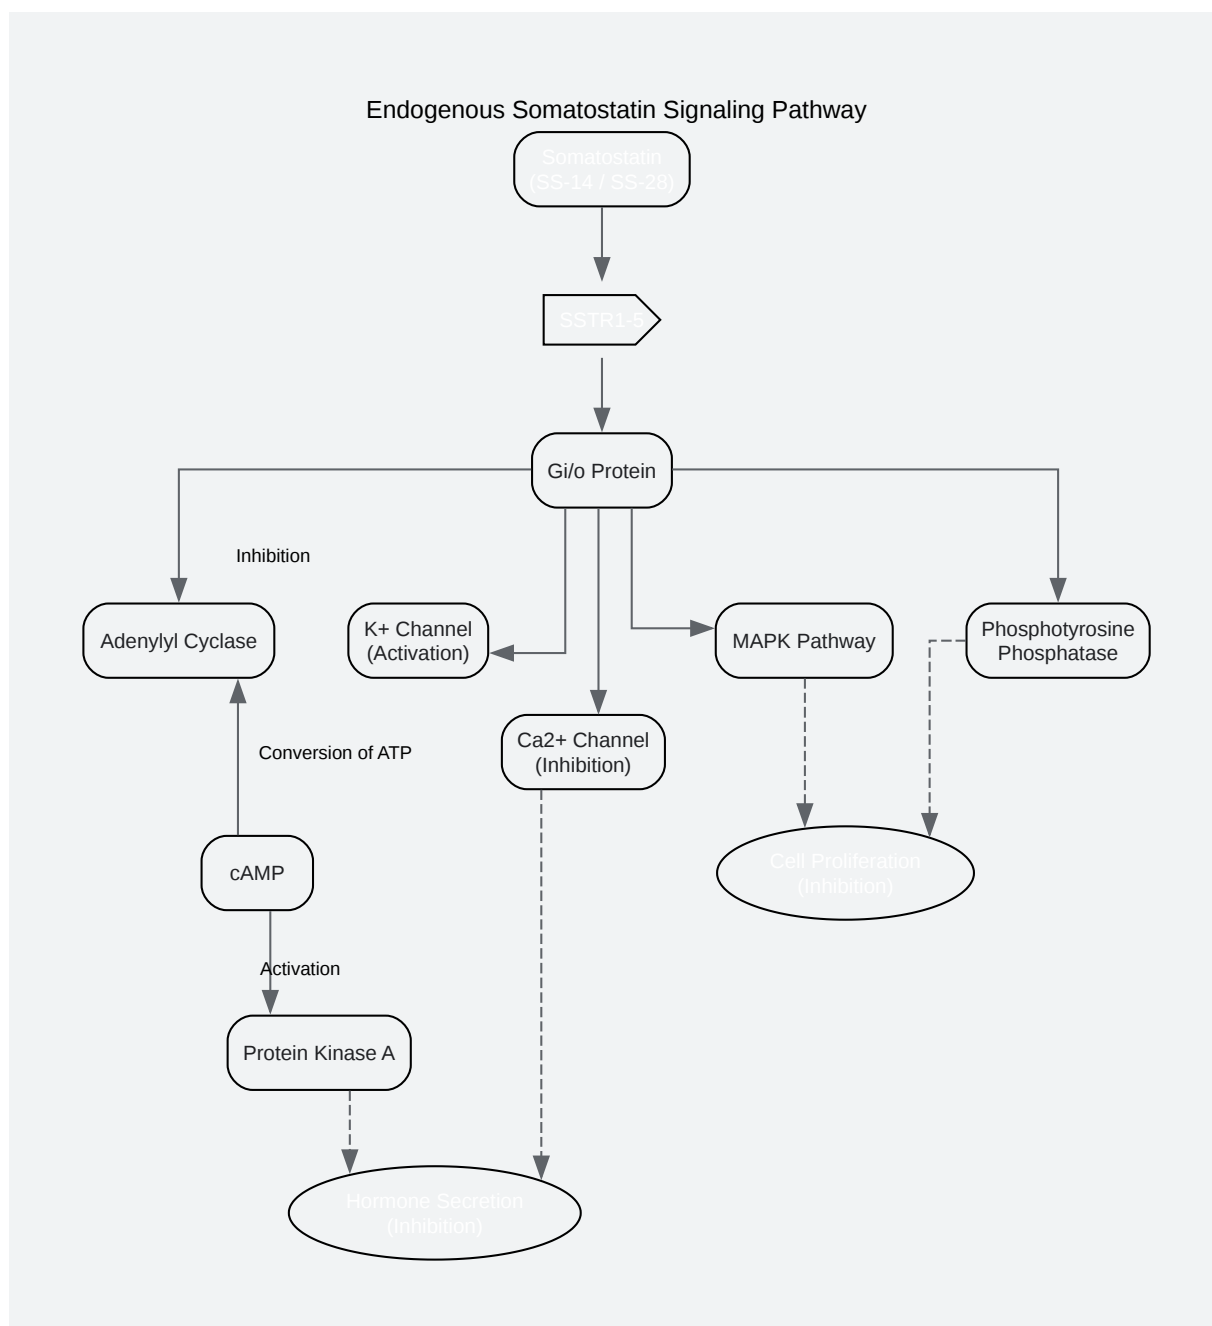 Endogenous Somatostatin Signaling Pathway
Somatostatin
(SS-14 / SS-28)
SSTR1-5
Gi/o Protein
Inhibition
Adenylyl Cyclase
K+ Channel
(Activation)
MAPK Pathway
Phosphotyrosine
Phosphatase
Conversion of ATP
Ca2+ Channel
(Inhibition)
cAMP
Cell Proliferation
(Inhibition)
Activation
Protein Kinase A
Hormone Secretion
(Inhibition)